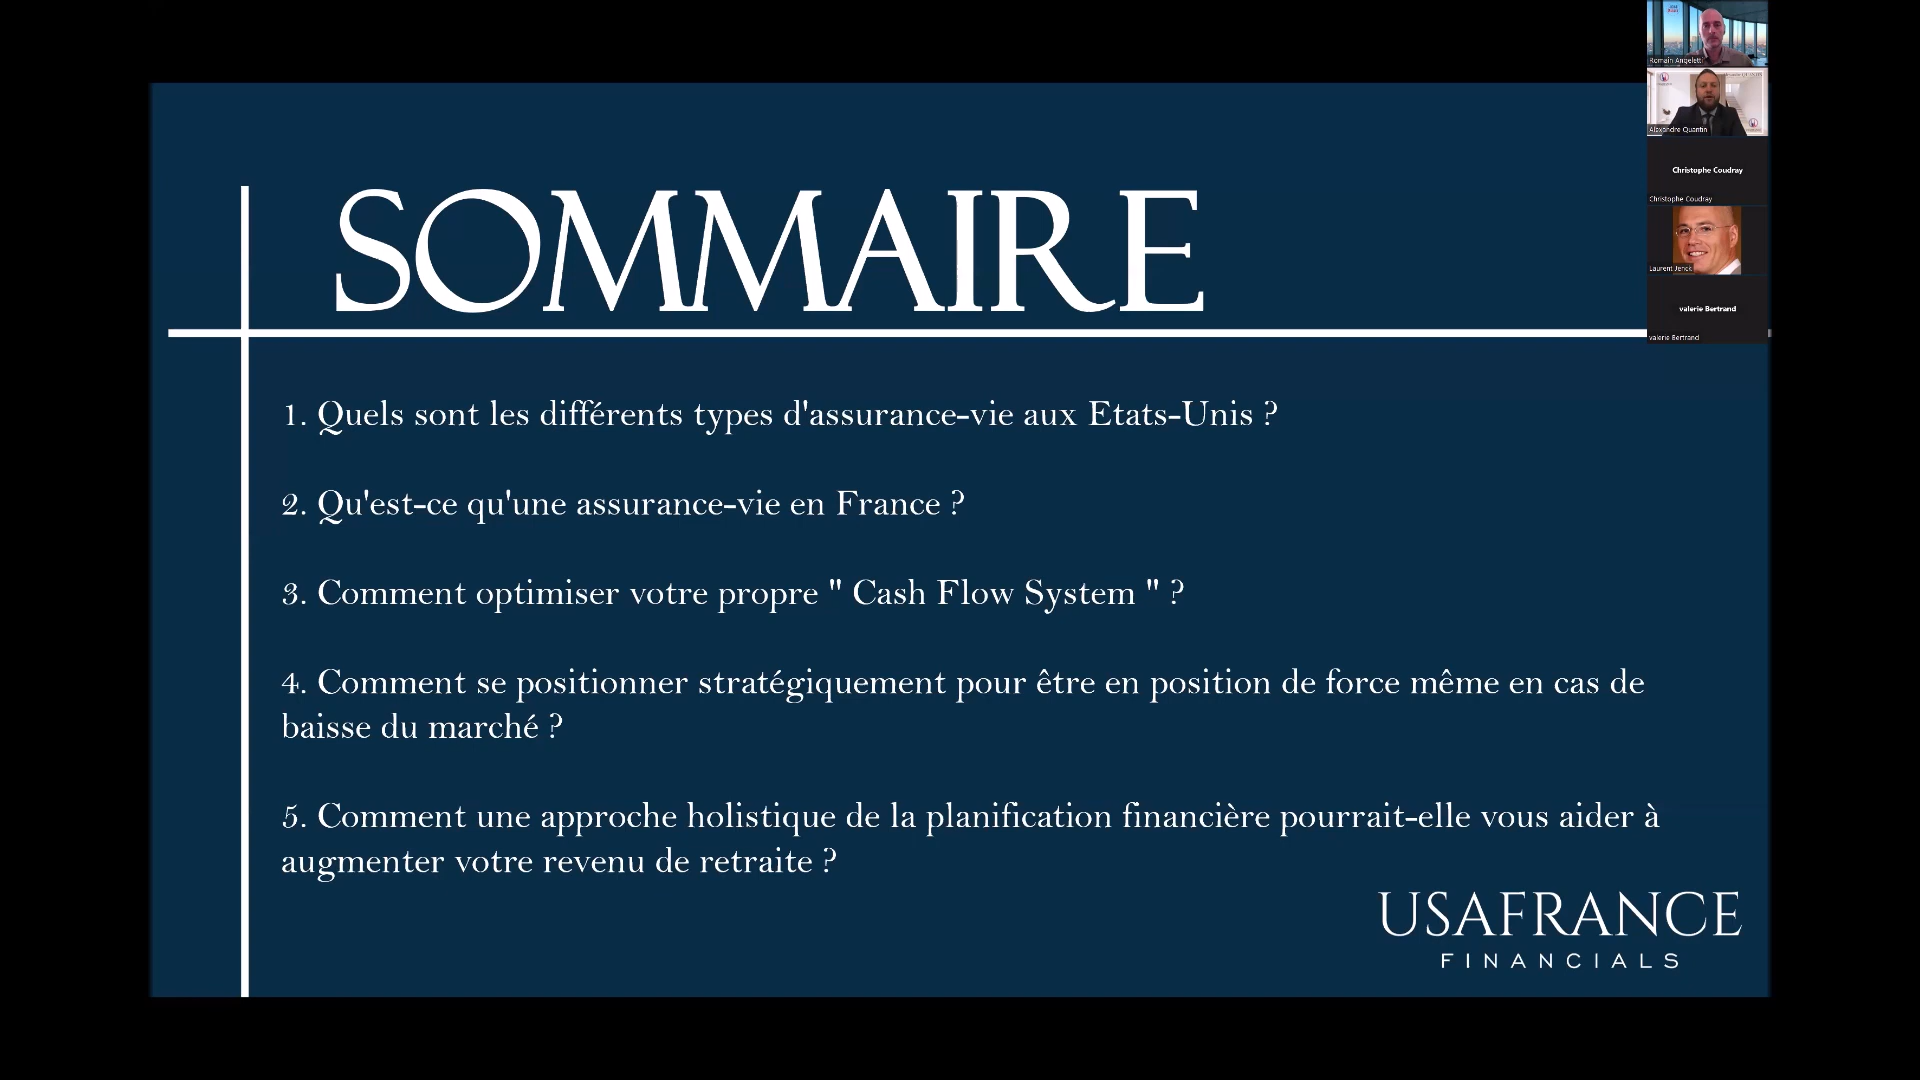 SOMMAIRE
1. Quels sont les différents types d'assurance-vie aux Etats-Unis ?
2. Qu'est-ce qu'une assurance-vie en France ?
3. Comment optimiser votre propre " Cash Flow System " ?
4. Comment se positionner stratégiquement pour être en position de force même en cas de
baisse du marché ?
5. Comment une approche holistique de la planification financière pourrait-elle vous aider à
augmenter votre revenu de retraite ?
USAFRANCE
FINANCIALS
Romain Angeletti
Alexandre Quantin
Christophe Coudray
Christophe Coudray
Laurent Jenck
valerie Bertrand
valerie Bertrand